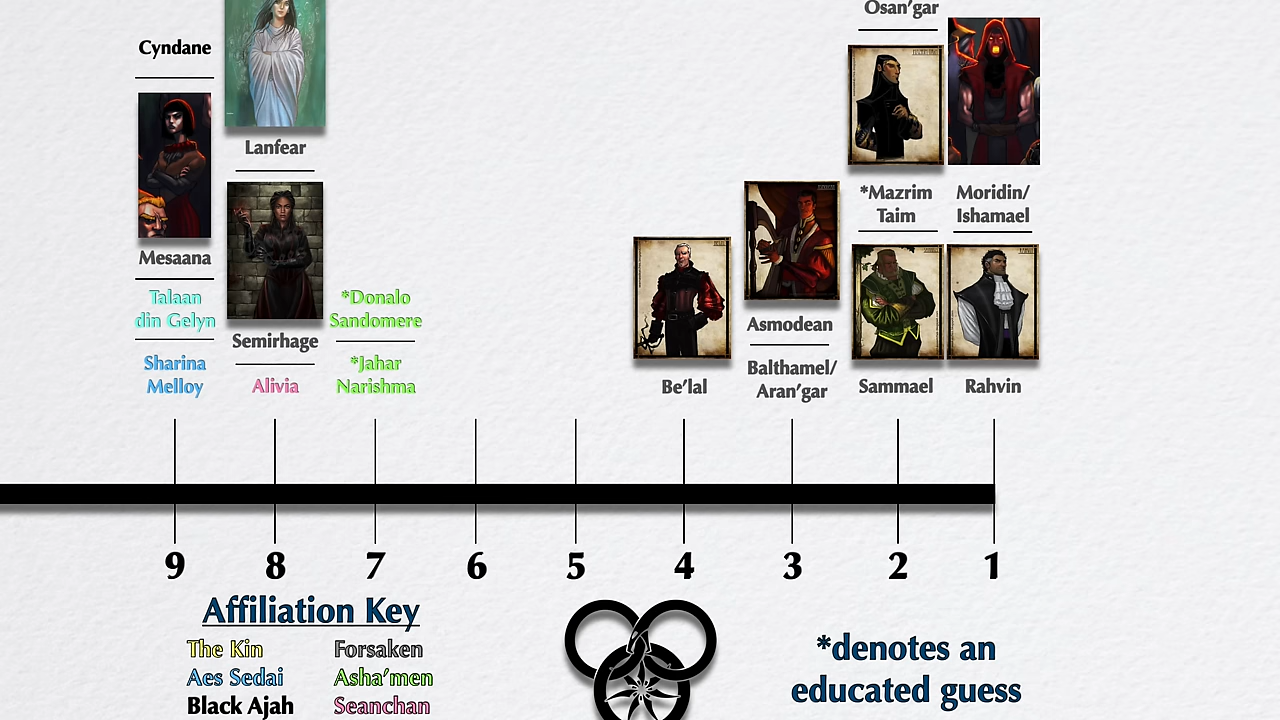 Osan'gar
Cyndane
Lanfear
*Mazrim
Taim
Moridin/
Ishamael
Mesaana
Talaan
din Gelyn
*Donalo
Sandomere
Asmodean
Semirhage
Sharina
Melloy
Alivia
*Jahar
Narishma
Be'lal
Balthamel/
Aran'gar
Sammael
Rahvin
9 8 7 6 5 4 3 2 1
Affiliation Key
The Kin
Forsaken
Aes Sedai
Asha'men
Black Ajah
Seanchan
*denotes an
educated guess